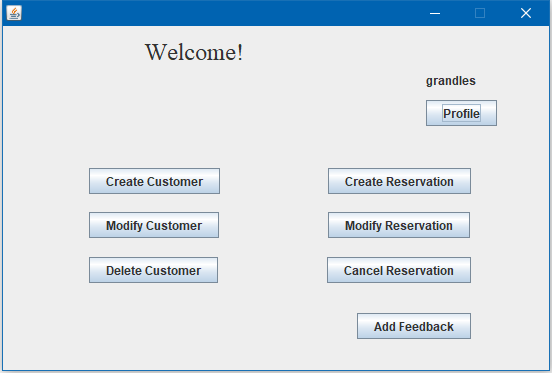 Welcome!
grandles
Profile
Create Customer
Create Reservation
Modify Customer
Modify Reservation
Delete Customer
Cancel Reservation
Add Feedback